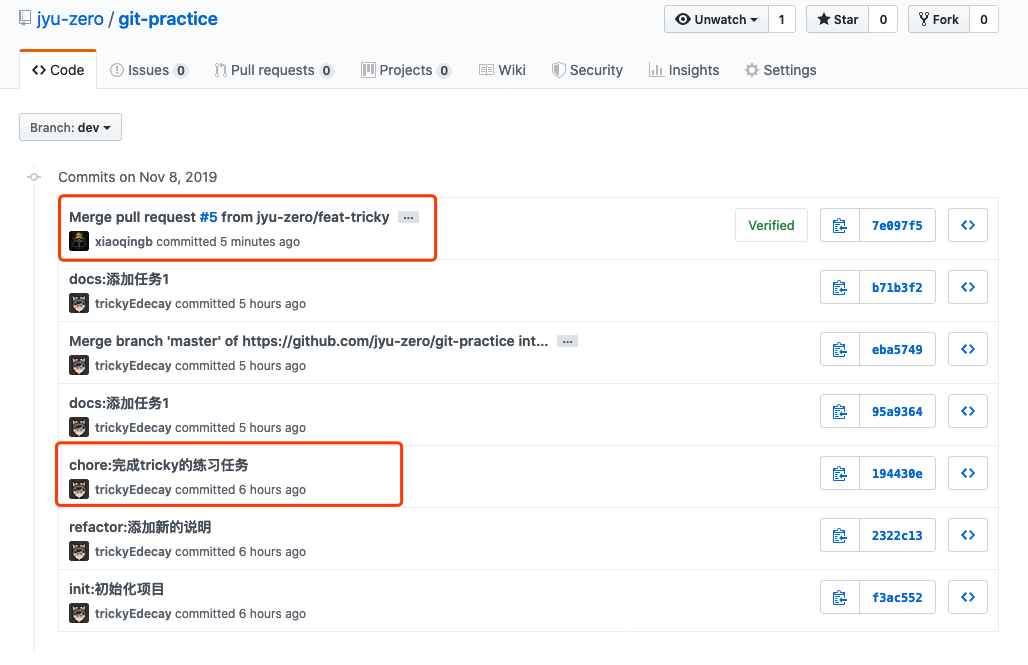 jyu-zero / git-practice
Unwatch 1 Star 0 Fork 0
Code Issues 0 Pull requests 0 Projects 0 Wiki Security Insights Settings
Branch: dev
Commits on Nov 8, 2019
Merge pull request #5 from jyu-zero/feat-tricky ...
xiaoqingb committed 5 minutes ago
Verified 7e097f5
docs:添加任务1
trickyEdecay committed 5 hours ago
b71b3f2
Merge branch 'master' of https://github.com/jyu-zero/git-practice int... ...
trickyEdecay committed 5 hours ago
eba5749
docs:添加任务1
trickyEdecay committed 5 hours ago
95a9364
chore:完成tricky的练习任务
trickyEdecay committed 6 hours ago
194430e
refactor:添加新的说明
trickyEdecay committed 6 hours ago
2322c13
init:初始化项目
trickyEdecay committed 6 hours ago
f3ac552